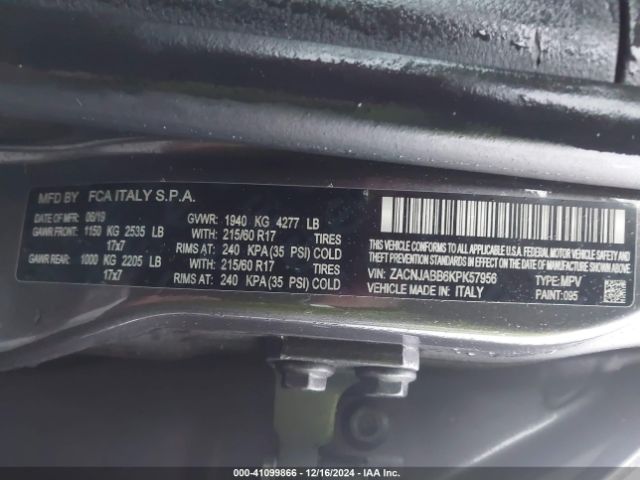 MFD BY FCA ITALY S.P.A.
DATE OF MFR: 06/19 GVWR: 1940 KG 4277 LB
GAWR FRONT: 1150 KG 2535 LB WITH: 215/60 R17 TIRES
17x7 RIMS AT: 240 KPA (35 PSI) COLD
GAWR REAR: 1000 KG 2205 LB WITH: 215/60 R17 TIRES
17x7 RIMS AT: 240 KPA (35 PSI) COLD
THIS VEHICLE CONFORMS TO ALL APPLICABLE
U.S. FEDERAL MOTOR VEHICLE SAFETY, BUMPER AND
THEFT PREVENTION STANDARDS IN EFFECT ON THE DATE
OF MANUFACTURE SHOWN ABOVE
VIN: ZACNJABB6KPK57956 TYPE: MPV
VEHICLE MADE IN: ITALY PAINT: 095
000-41099866 - 12/16/2024 - IAA Inc.